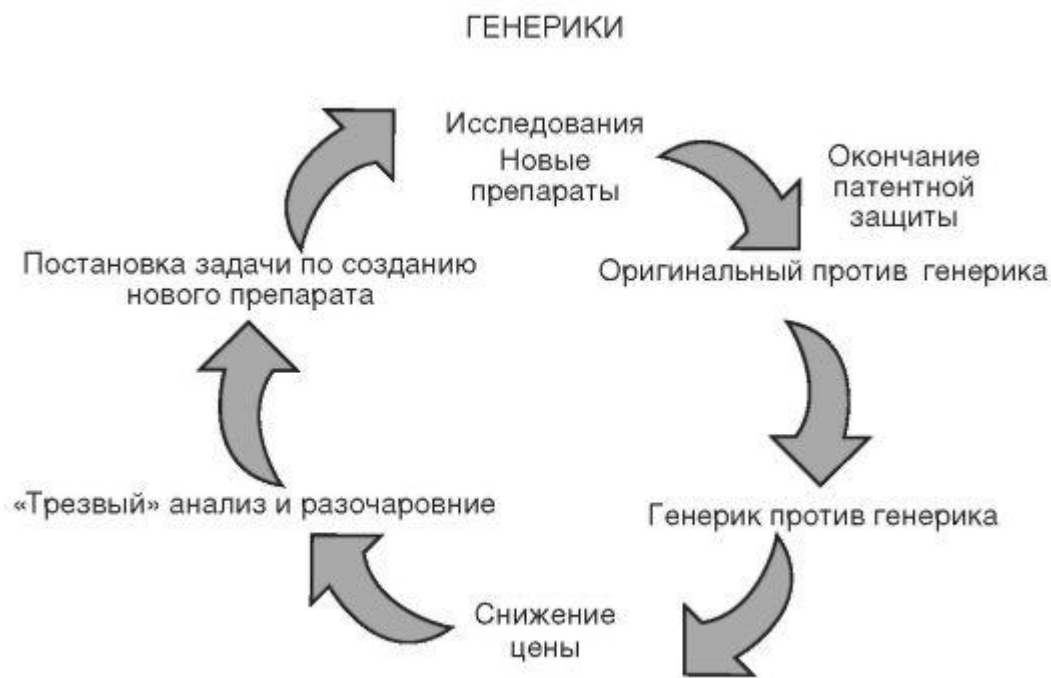 ГЕНЕРИКИ
Исследования
Новые
препараты
Окончание
патентной
защиты
Оригинальный против генерика
Генерик против генерика
Снижение
цены
«Трезвый» анализ и разочаровние
Постановка задачи по созданию
нового препарата